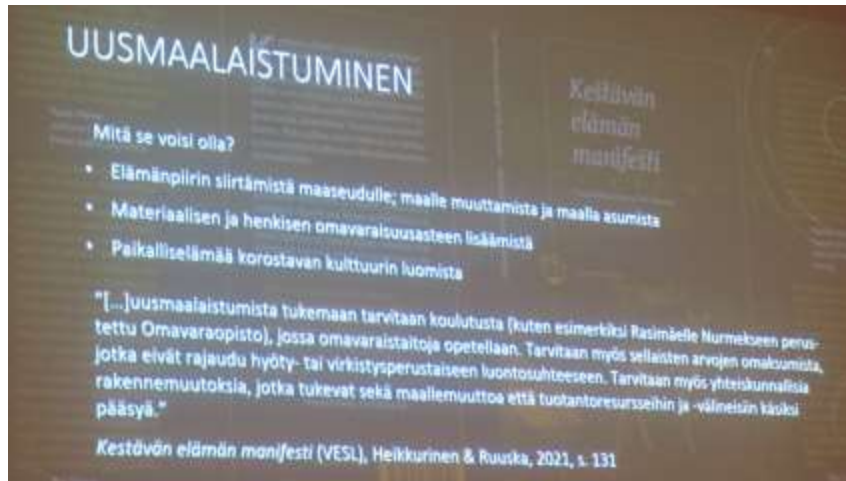 UUSMAALAISTUMINEN
Kestävän
elämän
manifesti
Mitä se voisi olla?
• Elämänpiirin siirtämistä maaseudulle; maalle muuttamista ja maalla asumista
• Materiaalisen ja henkisen omavaraisuusasteen lisäämistä
• Paikalliselämää korostavan kulttuurin luomista
"[...]uusmaalaistumista tukemaan tarvitaan koulutusta (kuten esimerkiksi Rasimäelle Nurmekseen perus-
tettu Omavaraopisto), jossa omavaraistaitoja opetellaan. Tarvitaan myös sellaisten arvojen omaksumista,
jotka eivät rajaudu hyöty- tai virkistysperustaiseen luontosuhteeseen. Tarvitaan myös yhteiskunnallisia
rakennemuutoksia, jotka tukevat sekä maallemuuttoa että tuotantoresursseihin ja -välineisiin käsiksi
pääsyä."
Kestävän elämän manifesti (VESL), Heikkurinen & Ruuska, 2021, s. 131